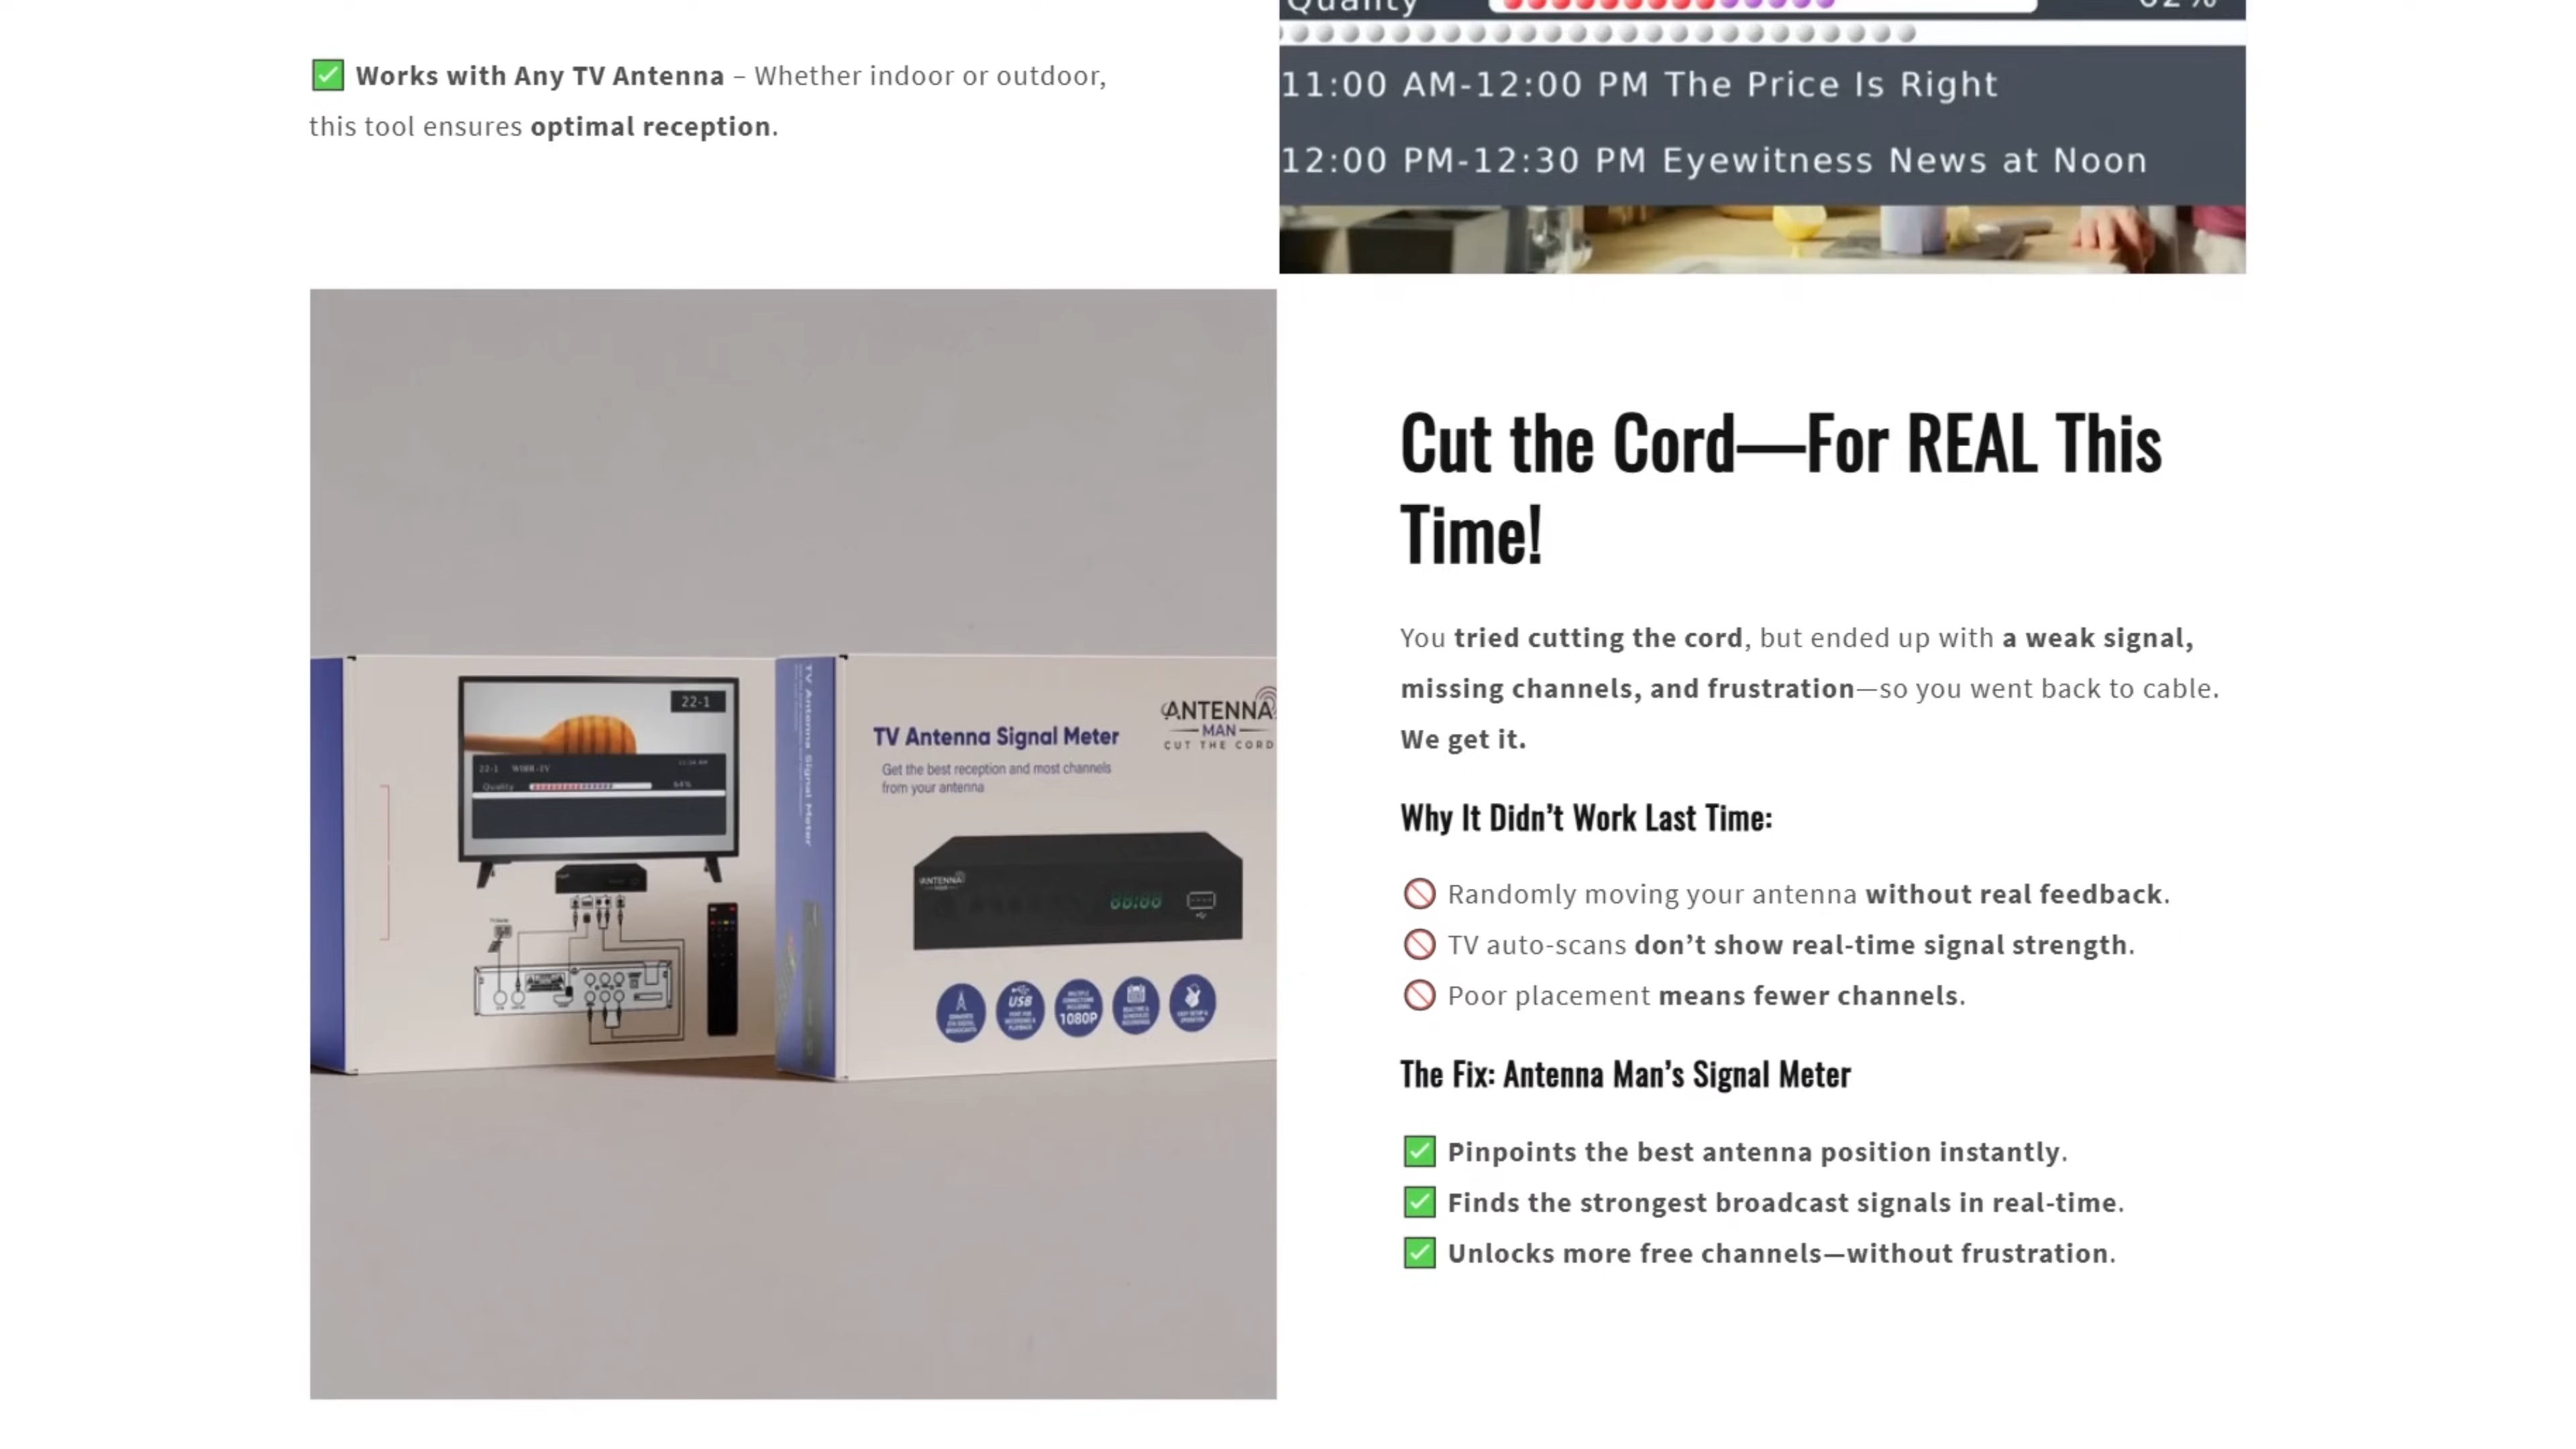 ✅ Works with Any TV Antenna – Whether indoor or outdoor,
this tool ensures optimal reception.
Quality
11:00 AM-12:00 PM The Price Is Right
12:00 PM-12:30 PM Eyewitness News at Noon
22-1
22-1
Quality 64%
TV Antenna Signal Meter
TV Antenna Signal Meter
Get the best reception and most channels
from your antenna
ANTENNA
MAN
CUT THE CORD
ANTENNA
88:88
USB
1080P
Cut the Cord—For REAL This
Time!
You tried cutting the cord, but ended up with a weak signal,
missing channels, and frustration—so you went back to cable.
We get it.
Why It Didn’t Work Last Time:
🚫 Randomly moving your antenna without real feedback.
🚫 TV auto-scans don’t show real-time signal strength.
🚫 Poor placement means fewer channels.
The Fix: Antenna Man’s Signal Meter
✅ Pinpoints the best antenna position instantly.
✅ Finds the strongest broadcast signals in real-time.
✅ Unlocks more free channels—without frustration.